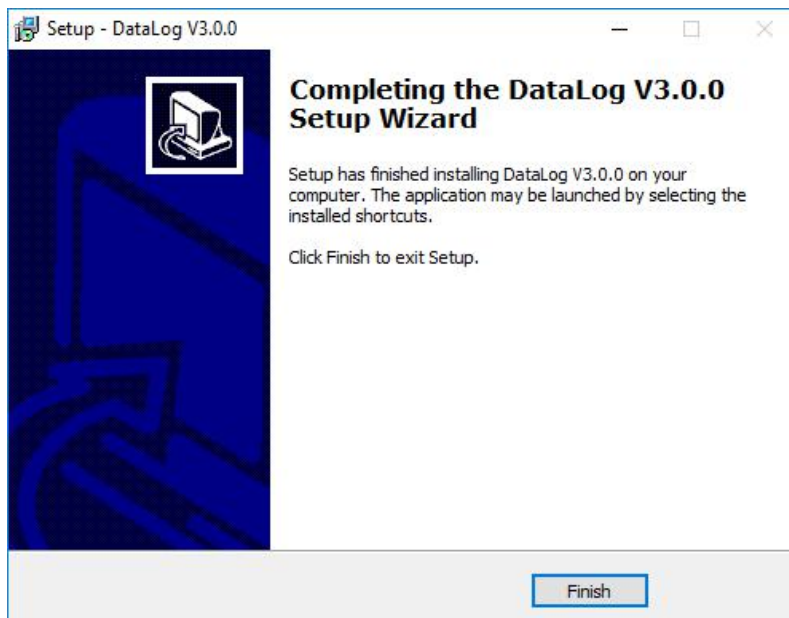 Setup - DataLog V3.0.0
Completing the DataLog V3.0.0
Setup Wizard
Setup has finished installing DataLog V3.0.0 on your
computer. The application may be launched by selecting the
installed shortcuts.
Click Finish to exit Setup.
Finish